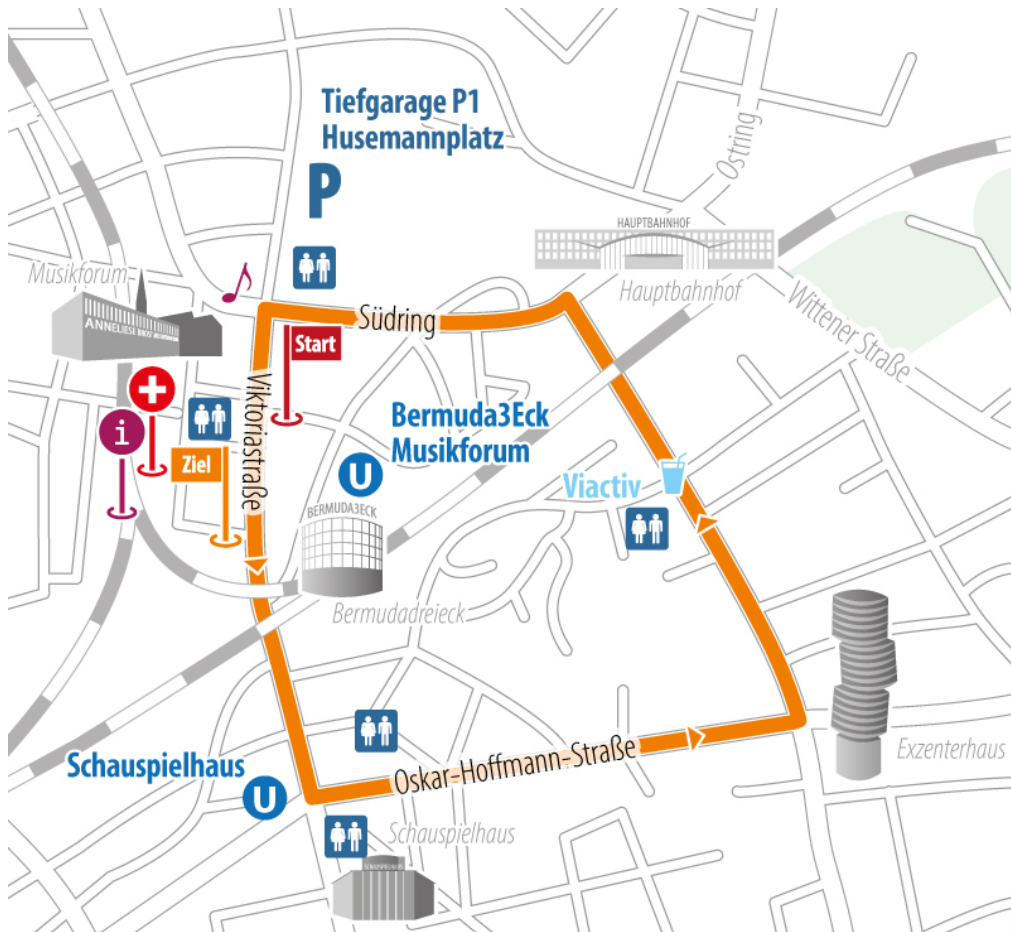 Tiefgarage P1
Husemannplatz
P
Ostring
HAUPTBAHNHOF
Musikforum
Hauptbahnhof
Wittener Straße
Südring
Start
Viktoriastraße
Bermuda3Eck
Musikforum
i
Ziel
U
Viactiv
BERMUDA3ECK
Bermudadreieck
Exzenterhaus
Oskar-Hoffmann-Straße
Schauspielhaus
U
Schauspielhaus
SCHAUSPIELHAUS